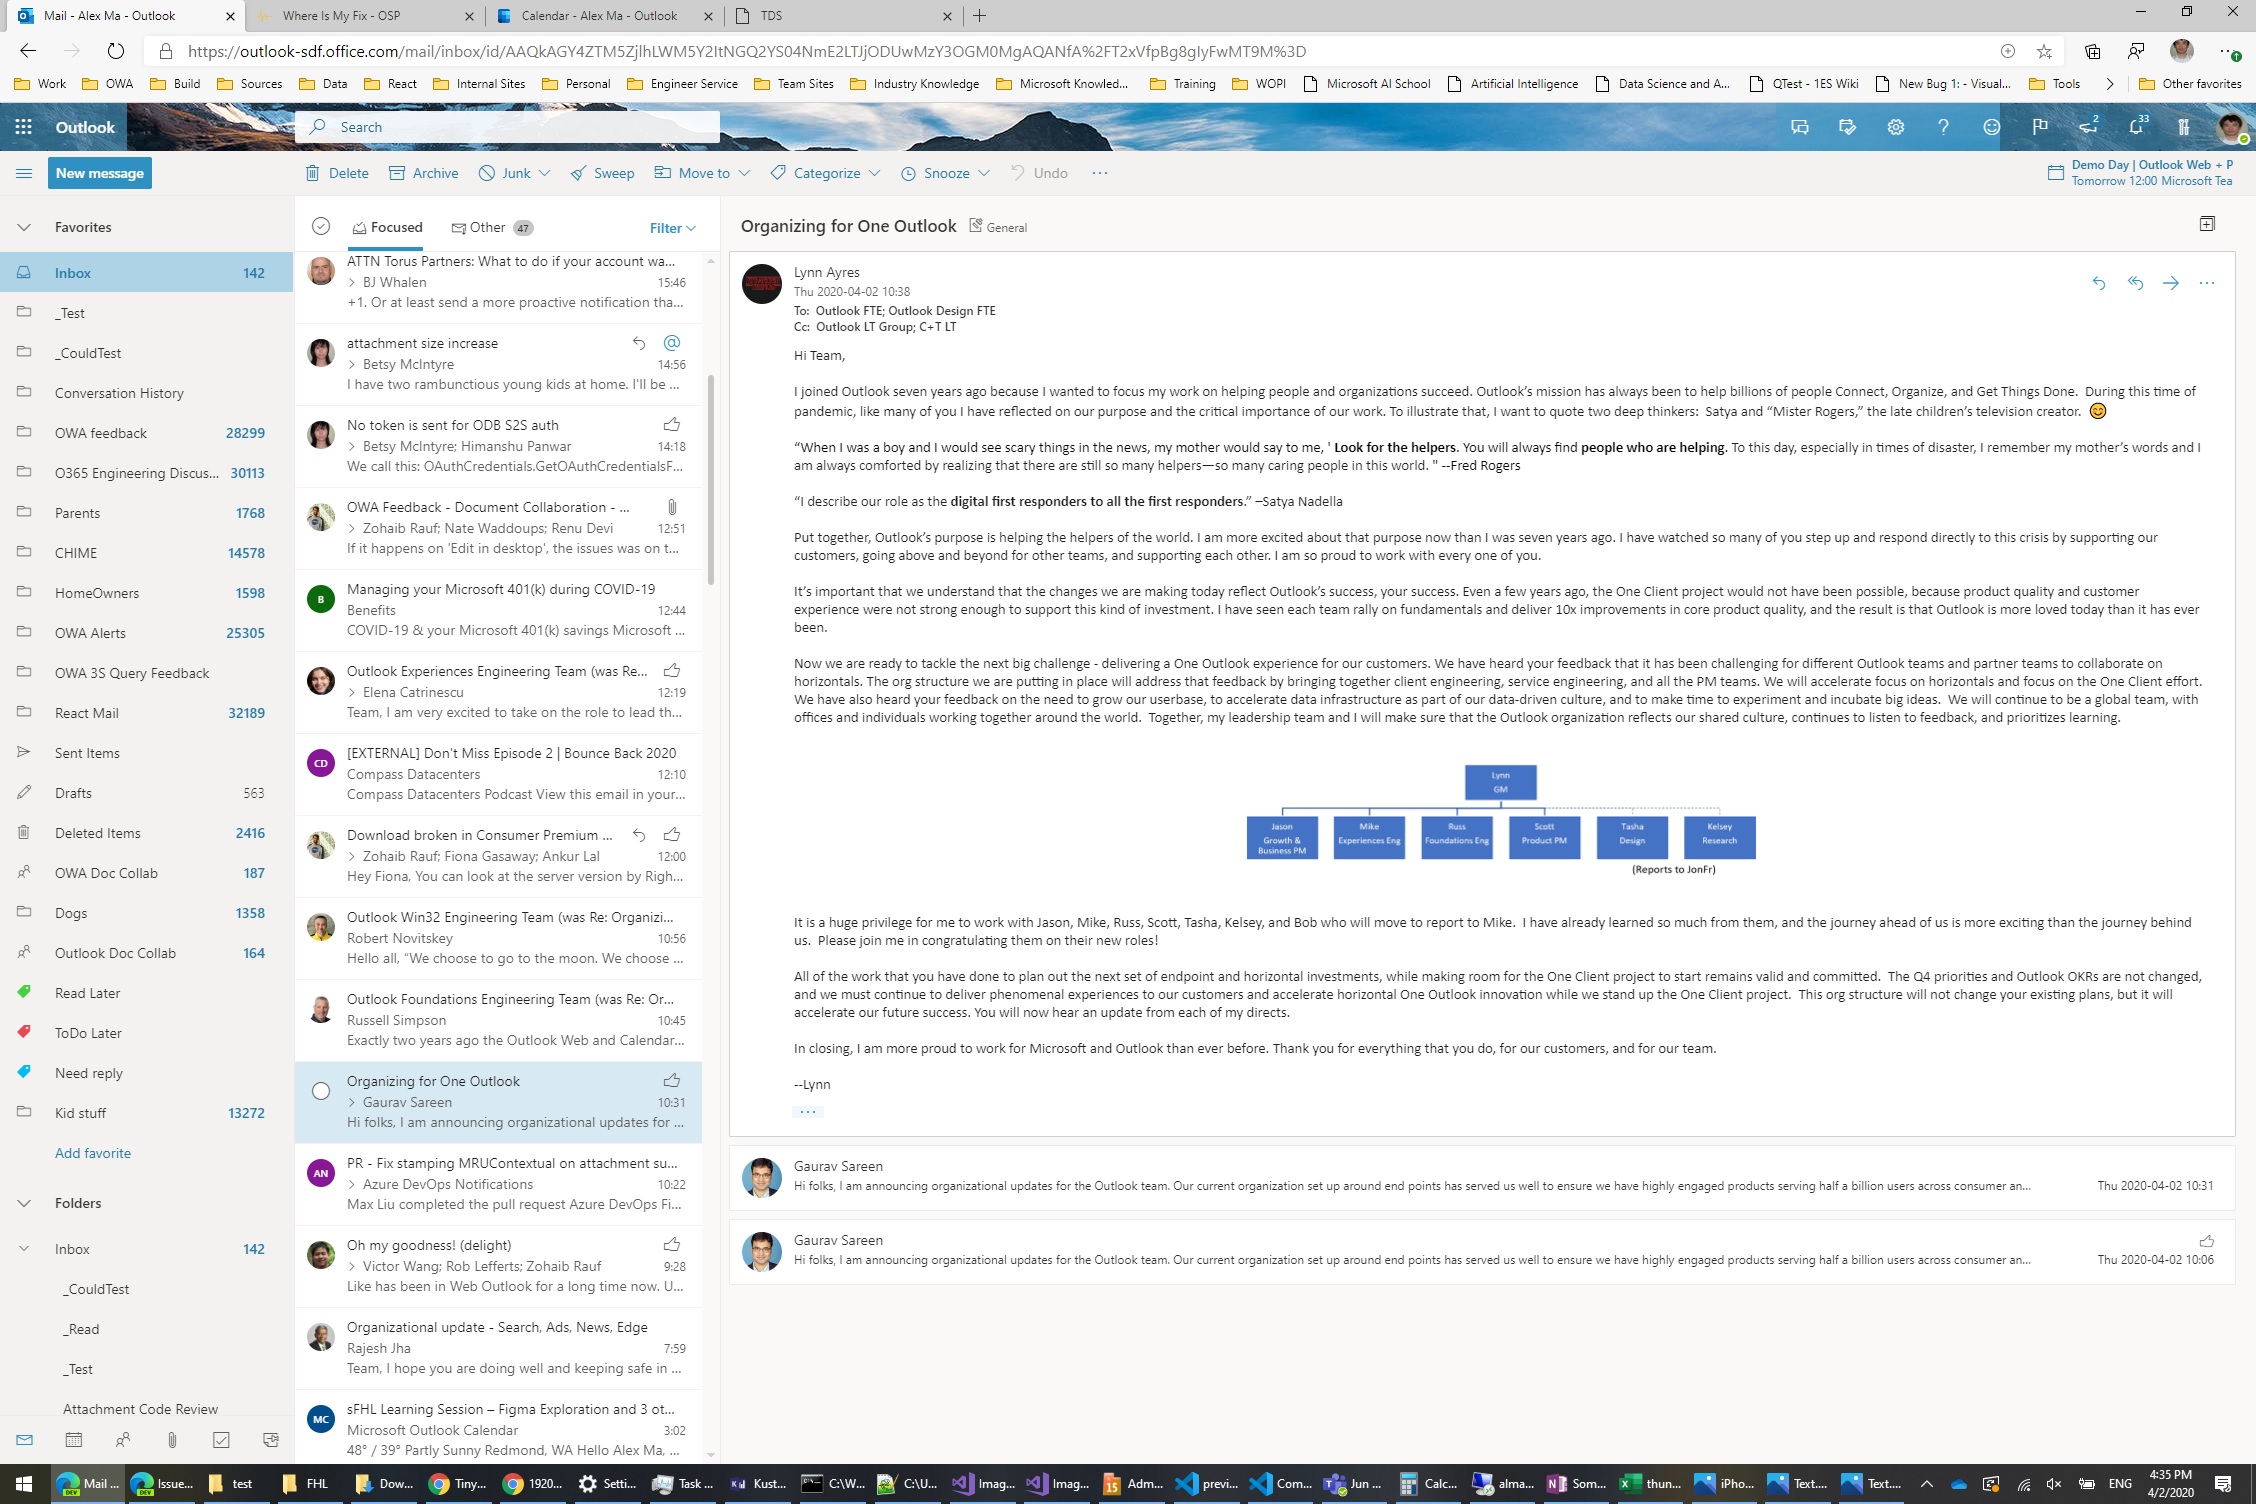 Mail - Alex Ma - Outlook
Where Is My Fix - OSP
Calendar - Alex Ma - Outlook
TDS
https://outlook-sdf.office.com/mail/inbox/id/AAQkAGY4ZTM5ZjlhLWM5Y2ItNGQ2YS04NmE2LTJjODUwMzY3OGM0MgAQANfA%2FT2xVfpBg8gIyFwMT9M%3D
Work OWA Build Sources Data React Internal Sites Personal Engineer Service Team Sites Industry Knowledge Microsoft Knowled... Training WOPI Microsoft AI School Artificial Intelligence Data Science and A... QTest - 1ES Wiki New Bug 1: - Visual... Tools Other favorites
Outlook
Search
2
33
New message
Delete Archive Junk Sweep Move to Categorize Snooze Undo
Demo Day | Outlook Web + P
Tomorrow 12:00 Microsoft Tea
Favorites
Inbox 142
_Test
_CouldTest
Conversation History
OWA feedback 28299
O365 Engineering Discus... 30113
Parents 1768
CHIME 14578
HomeOwners 1598
OWA Alerts 25305
OWA 3S Query Feedback
React Mail 32189
Sent Items
Drafts 563
Deleted Items 2416
OWA Doc Collab 187
Dogs 1358
Outlook Doc Collab 164
Read Later
ToDo Later
Need reply
Kid stuff 13272
Add favorite
Folders
Inbox 142
_CouldTest
_Read
_Test
Attachment Code Review
Focused Other 47 Filter
ATTN Torus Partners: What to do if your account wa...
BJ Whalen 15:46
+1. Or at least send a more proactive notification tha...
attachment size increase
Betsy McIntyre 14:56
I have two rambunctious young kids at home. I'll be ...
No token is sent for ODB S2S auth
Betsy McIntyre; Himanshu Panwar 14:18
We call this: OAuthCredentials.GetOAuthCredentialsF...
OWA Feedback - Document Collaboration - ...
Zohaib Rauf; Nate Waddoups; Renu Devi 12:51
If it happens on 'Edit in desktop', the issues was on t...
B
Managing your Microsoft 401(k) during COVID-19
Benefits 12:44
COVID-19 & your Microsoft 401(k) savings Microsoft ...
Outlook Experiences Engineering Team (was Re...
Elena Catrinescu 12:19
Team, I am very excited to take on the role to lead th...
CD
[EXTERNAL] Don't Miss Episode 2 | Bounce Back 2020
Compass Datacenters 12:10
Compass Datacenters Podcast View this email in your...
Download broken in Consumer Premium ...
Zohaib Rauf; Fiona Gasaway; Ankur Lal 12:00
Hey Fiona, You can look at the server version by Righ...
Outlook Win32 Engineering Team (was Re: Organizi...
Robert Novitskey 10:56
Hello all, "We choose to go to the moon. We choose ...
Outlook Foundations Engineering Team (was Re: Or...
Russell Simpson 10:45
Exactly two years ago the Outlook Web and Calendar...
Organizing for One Outlook
Gaurav Sareen 10:31
Hi folks, I am announcing organizational updates for ...
AN
PR - Fix stamping MRUContextual on attachment su...
Azure DevOps Notifications 10:22
Max Liu completed the pull request Azure DevOps Fi...
Oh my goodness! (delight)
Victor Wang; Rob Lefferts; Zohaib Rauf 9:28
Like has been in Web Outlook for a long time now. U...
Organizational update - Search, Ads, News, Edge
Rajesh Jha 7:59
Team, I hope you are doing well and keeping safe in ...
MC
sFHL Learning Session – Figma Exploration and 3 ot...
Microsoft Outlook Calendar 3:02
48° / 39° Partly Sunny Redmond, WA Hello Alex Ma, ...
Organizing for One Outlook General
Lynn Ayres
Thu 2020-04-02 10:38
To: Outlook FTE; Outlook Design FTE
Cc: Outlook LT Group; C+T LT
Hi Team,
I joined Outlook seven years ago because I wanted to focus my work on helping people and organizations succeed. Outlook’s mission has always been to help billions of people Connect, Organize, and Get Things Done. During this time of
pandemic, like many of you I have reflected on our purpose and the critical importance of our work. To illustrate that, I want to quote two deep thinkers: Satya and “Mister Rogers,” the late children’s television creator. 😊
“When I was a boy and I would see scary things in the news, my mother would say to me, ' Look for the helpers. You will always find people who are helping. To this day, especially in times of disaster, I remember my mother’s words and I
am always comforted by realizing that there are still so many helpers—so many caring people in this world. " --Fred Rogers
“I describe our role as the digital first responders to all the first responders.” –Satya Nadella
Put together, Outlook’s purpose is helping the helpers of the world. I am more excited about that purpose now than I was seven years ago. I have watched so many of you step up and respond directly to this crisis by supporting our
customers, going above and beyond for other teams, and supporting each other. I am so proud to work with every one of you.
It’s important that we understand that the changes we are making today reflect Outlook’s success, your success. Even a few years ago, the One Client project would not have been possible, because product quality and customer
experience were not strong enough to support this kind of investment. I have seen each team rally on fundamentals and deliver 10x improvements in core product quality, and the result is that Outlook is more loved today than it has ever
been.
Now we are ready to tackle the next big challenge - delivering a One Outlook experience for our customers. We have heard your feedback that it has been challenging for different Outlook teams and partner teams to collaborate on
horizontals. The org structure we are putting in place will address that feedback by bringing together client engineering, service engineering, and all the PM teams. We will accelerate focus on horizontals and focus on the One Client effort.
We have also heard your feedback on the need to grow our userbase, to accelerate data infrastructure as part of our data-driven culture, and to make time to experiment and incubate big ideas. We will continue to be a global team, with
offices and individuals working together around the world. Together, my leadership team and I will make sure that the Outlook organization reflects our shared culture, continues to listen to feedback, and prioritizes learning.
Lynn
GM
Jason
Growth &
Business PM
Mike
Experiences Eng
Russ
Foundations Eng
Scott
Product PM
Tasha
Design
Kelsey
Research
(Reports to JonFr)
It is a huge privilege for me to work with Jason, Mike, Russ, Scott, Tasha, Kelsey, and Bob who will move to report to Mike. I have already learned so much from them, and the journey ahead of us is more exciting than the journey behind
us. Please join me in congratulating them on their new roles!
All of the work that you have done to plan out the next set of endpoint and horizontal investments, while making room for the One Client project to start remains valid and committed. The Q4 priorities and Outlook OKRs are not changed,
and we must continue to deliver phenomenal experiences to our customers and accelerate horizontal One Outlook innovation while we stand up the One Client project. This org structure will not change your existing plans, but it will
accelerate our future success. You will now hear an update from each of my directs.
In closing, I am more proud to work for Microsoft and Outlook than ever before. Thank you for everything that you do, for our customers, and for our team.
--Lynn
Gaurav Sareen
Hi folks, I am announcing organizational updates for the Outlook team. Our current organization set up around end points has served us well to ensure we have highly engaged products serving half a billion users across consumer an... Thu 2020-04-02 10:31
Gaurav Sareen
Hi folks, I am announcing organizational updates for the Outlook team. Our current organization set up around end points has served us well to ensure we have highly engaged products serving half a billion users across consumer an... Thu 2020-04-02 10:06
Mail ... Issue... test FHL Dow... Tiny... 1920... Setti... Task ... Kust... C:\W... C:\U... Imag... Imag... Adm... previ... Com... Jun ... Calc... alma... Som... thun... iPho... Text.... Text.... ENG
4:35 PM
4/2/2020